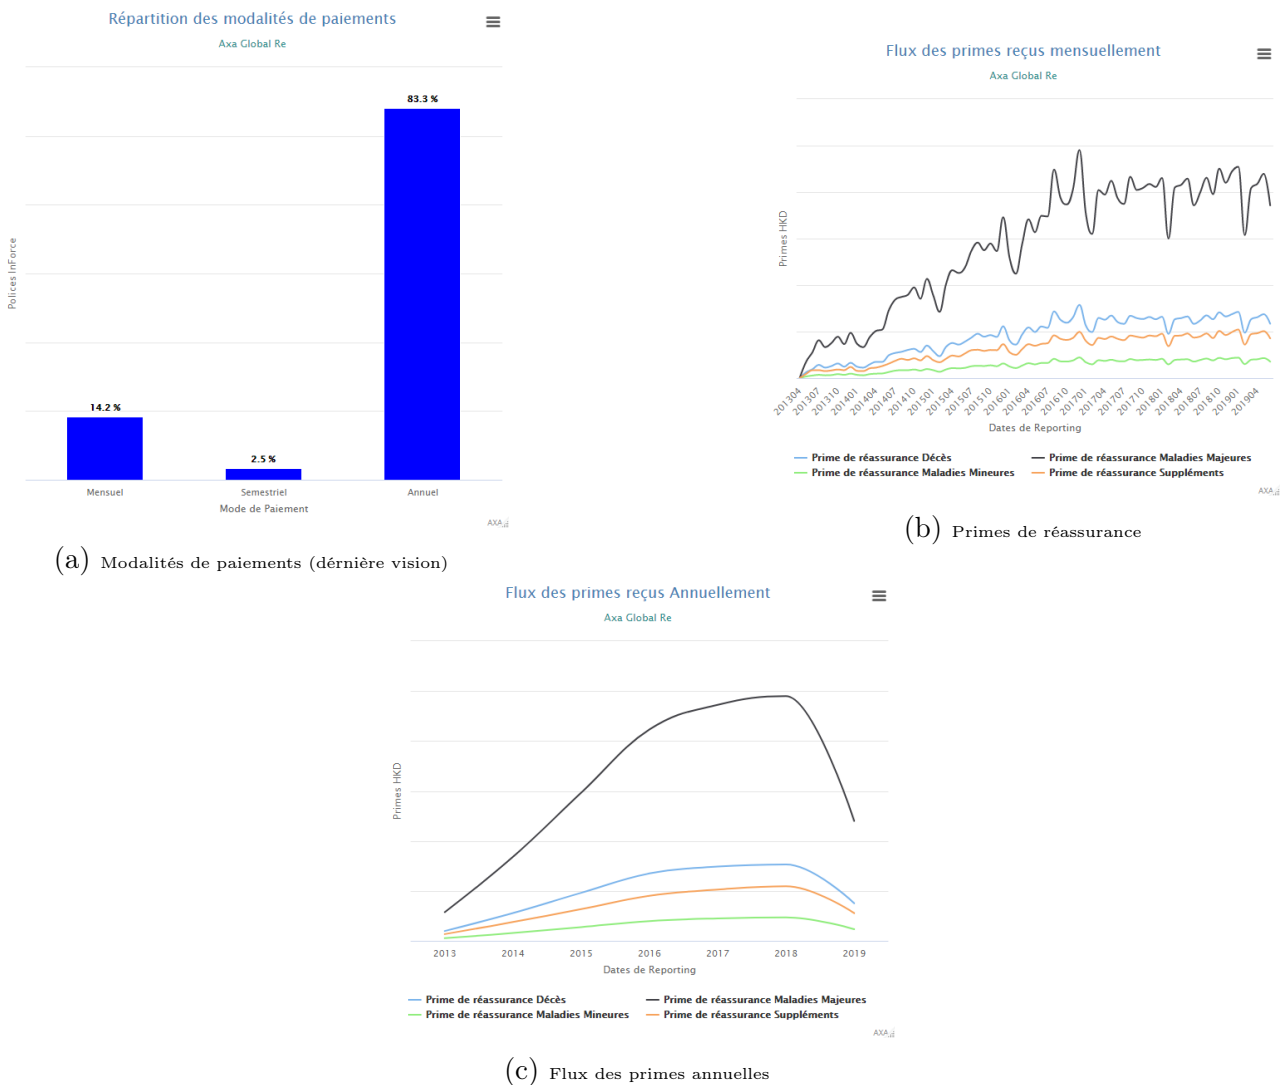 Répartition des modalités de paiements
Axa Global Re
Polices InForce
83.3 %
14.2 %
2.5 %
Mensuel Semestriel Annuel
Mode de Paiement
AXA
(a) Modalités de paiements (dérnière vision)
Flux des primes reçus mensuellement
Axa Global Re
Primes HKD
201304 201307 201310 201401 201404 201407 201410 201501 201504 201507 201510 201601 201604 201607 201610 201701 201704 201707 201710 201801 201804 201807 201810 201901 201904
Dates de Reporting
Prime de réassurance Décès Prime de réassurance Maladies Majeures
Prime de réassurance Maladies Mineures Prime de réassurance Suppléments
AXA
(b) Primes de réassurance
Flux des primes reçus Annuellement
Axa Global Re
Primes HKD
2013 2014 2015 2016 2017 2018 2019
Dates de Reporting
Prime de réassurance Décès Prime de réassurance Maladies Majeures
Prime de réassurance Maladies Mineures Prime de réassurance Suppléments
AXA
(c) Flux des primes annuelles